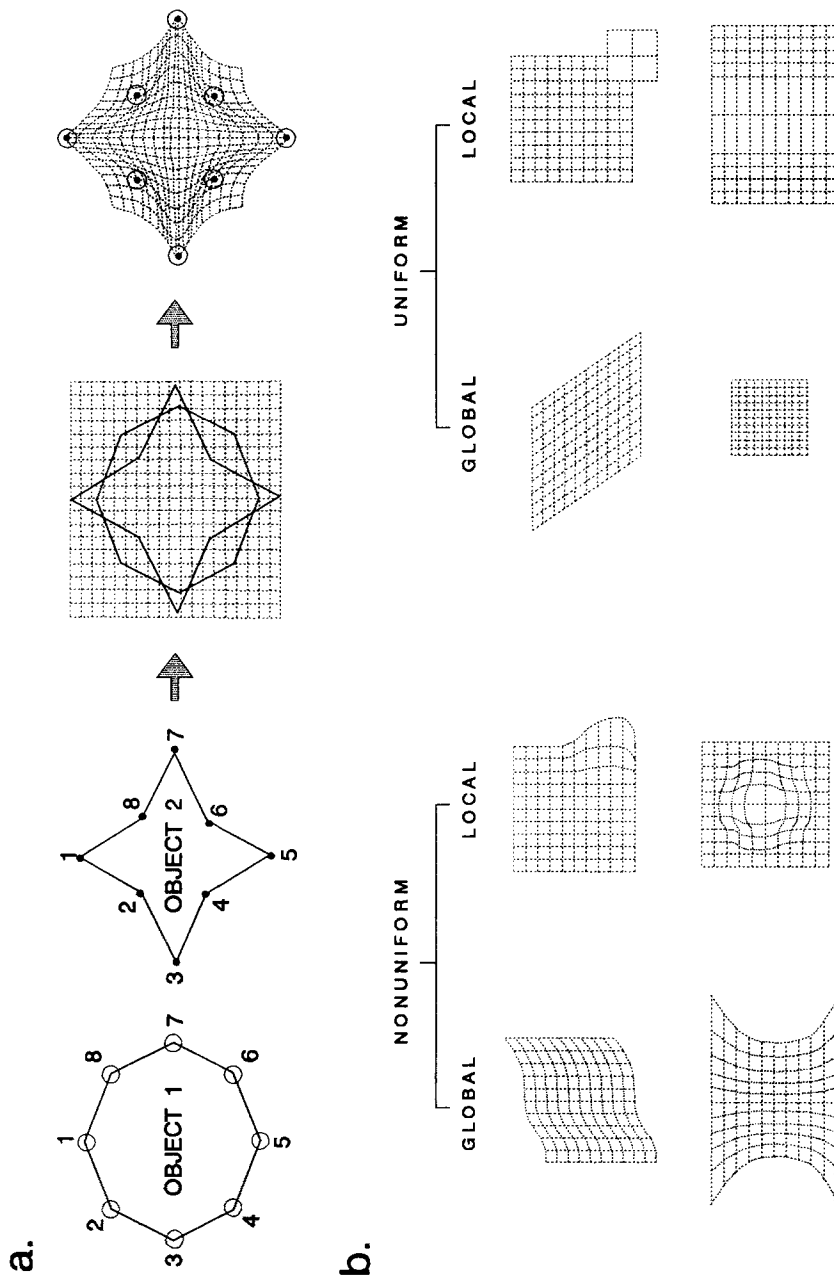 a.
1
2
8
OBJECT 1
3
7
4
6
5
1
2
8
OBJECT 2
3
7
4
6
5
b.
NONUNIFORM
UNIFORM
GLOBAL
LOCAL
GLOBAL
LOCAL